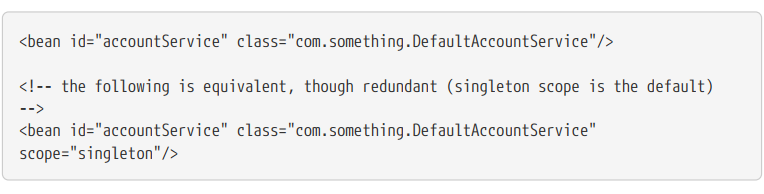 <bean id="accountService" class="com.something.DefaultAccountService"/>
<!-- the following is equivalent, though redundant (singleton scope is the default)
-->
<bean id="accountService" class="com.something.DefaultAccountService"
scope="singleton"/>